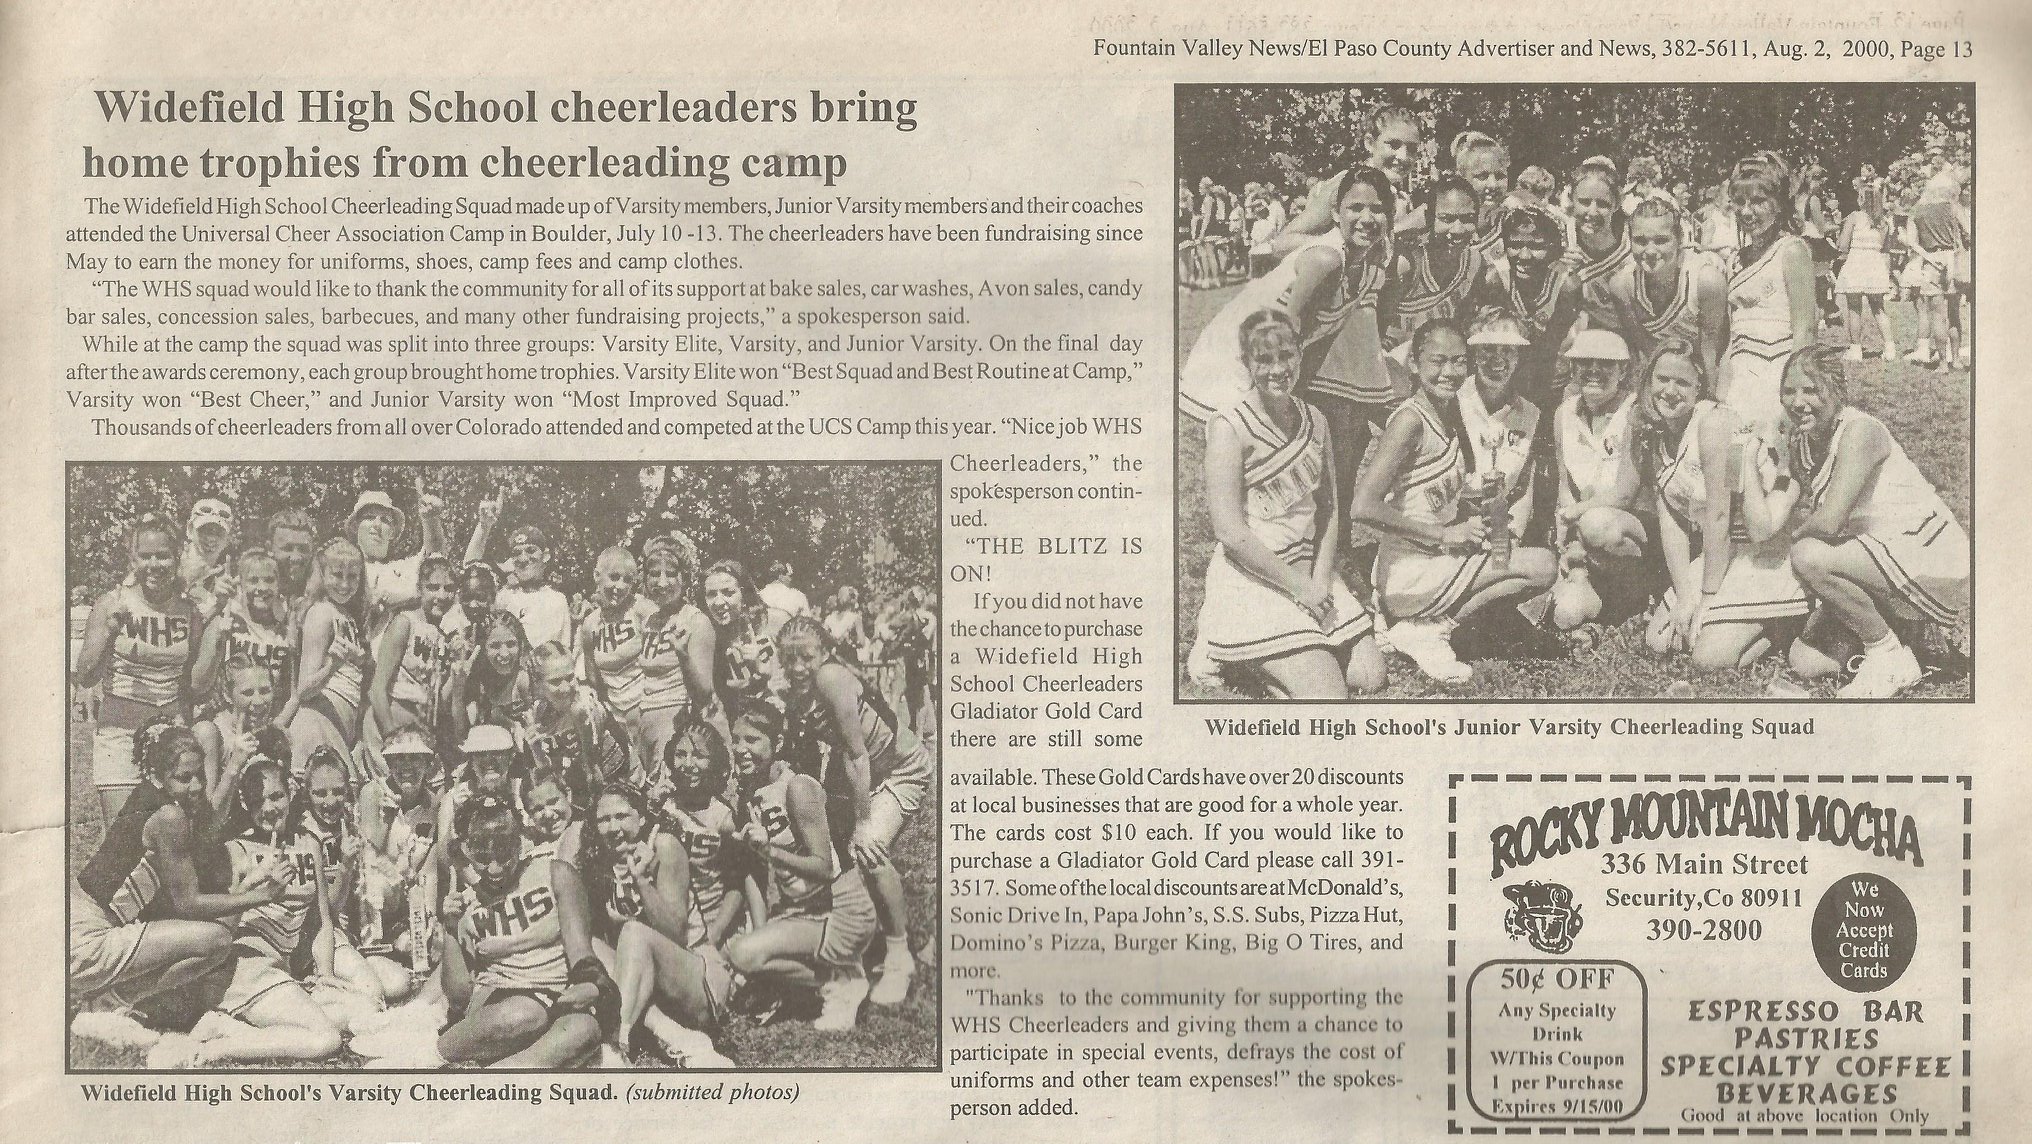 Fountain Valley News/El Paso County Advertiser and News, 382-5611, Aug. 2, 2000, Page 13
Widefield High School cheerleaders bring
home trophies from cheerleading camp
The Widefield High School Cheerleading Squad made up of Varsity members, Junior Varsity members and their coaches
attended the Universal Cheer Association Camp in Boulder, July 10 -13. The cheerleaders have been fundraising since
May to earn the money for uniforms, shoes, camp fees and camp clothes.
“The WHS squad would like to thank the community for all of its support at bake sales, car washes, Avon sales, candy
bar sales, concession sales, barbecues, and many other fundraising projects,” a spokesperson said.
While at the camp the squad was split into three groups: Varsity Elite, Varsity, and Junior Varsity. On the final day
after the awards ceremony, each group brought home trophies. Varsity Elite won “Best Squad and Best Routine at Camp,”
Varsity won “Best Cheer,” and Junior Varsity won “Most Improved Squad.”
Thousands of cheerleaders from all over Colorado attended and competed at the UCS Camp this year. “Nice job WHS
Cheerleaders,” the
spokesperson contin-
ued.
“THE BLITZ IS
ON!
If you did not have
the chance to purchase
a Widefield High
School Cheerleaders
Gladiator Gold Card
there are still some
available. These Gold Cards have over 20 discounts
at local businesses that are good for a whole year.
The cards cost $10 each. If you would like to
purchase a Gladiator Gold Card please call 391-
3517. Some of the local discounts are at McDonald’s,
Sonic Drive In, Papa John’s, S.S. Subs, Pizza Hut,
Domino’s Pizza, Burger King, Big O Tires, and
more.
"Thanks to the community for supporting the
WHS Cheerleaders and giving them a chance to
participate in special events, defrays the cost of
uniforms and other team expenses!” the spokes-
person added.
WHS
WHS
WHS
WHS
WHS
Widefield High School's Varsity Cheerleading Squad. (submitted photos)
Widefield High School's Junior Varsity Cheerleading Squad
ROCKY MOUNTAIN MOCHA
336 Main Street
Security,Co 80911
390-2800
We
Now
Accept
Credit
Cards
50¢ OFF
Any Specialty
Drink
W/This Coupon
1 per Purchase
Expires 9/15/00
ESPRESSO BAR
PASTRIES
SPECIALTY COFFEE
BEVERAGES
Good at above location Only